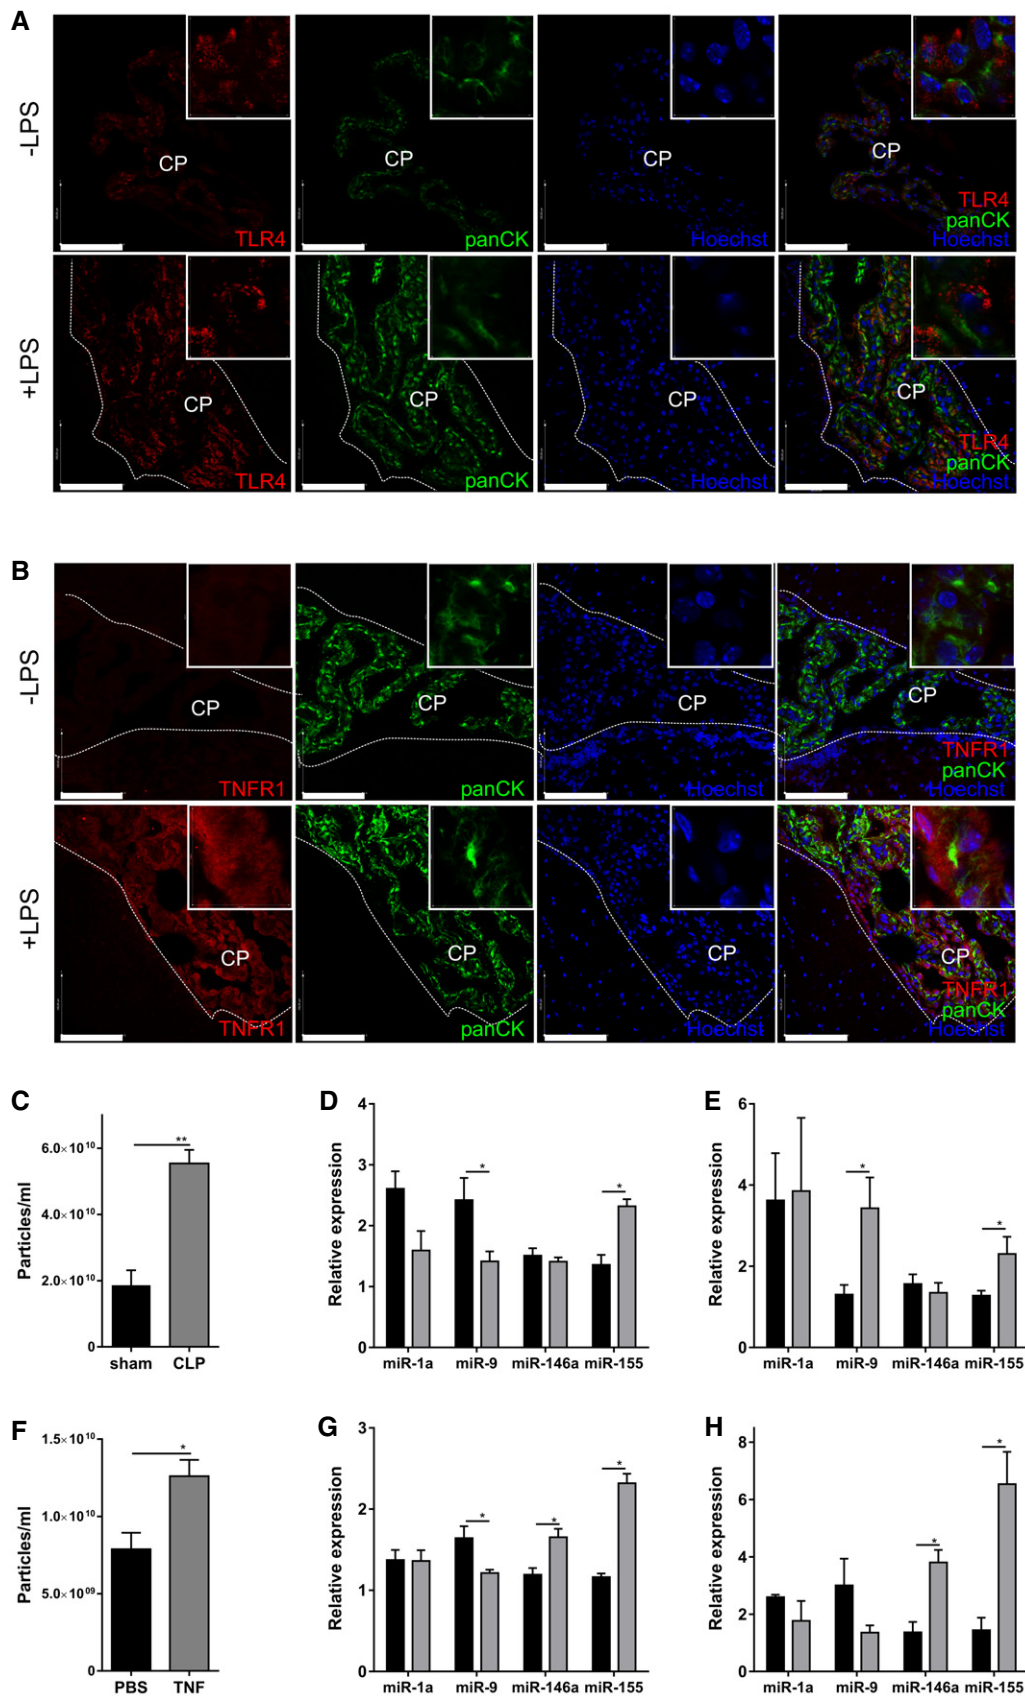 A
-LPS
CP
TLR4
CP
panCK
CP
Hoechst
CP
TLR4
panCK
Hoechst
+LPS
CP
TLR4
CP
panCK
CP
Hoechst
CP
TLR4
panCK
Hoechst
B
-LPS
CP
TNFR1
CP
panCK
CP
Hoechst
CP
TNFR1
panCK
Hoechst
+LPS
CP
TNFR1
CP
panCK
CP
Hoechst
CP
TNFR1
panCK
Hoechst
C
Particles/ml
6.0×10¹⁰
4.0×10¹⁰
2.0×10¹⁰
0
**
sham CLP
D
Relative expression
4
3
2
1
0
* *
miR-1a miR-9 miR-146a miR-155
E
Relative expression
6
4
2
0
* *
miR-1a miR-9 miR-146a miR-155
F
Particles/ml
1.5×10¹⁰
1.0×10¹⁰
5.0×10⁰⁹
0
*
PBS TNF
G
Relative expression
3
2
1
0
* * *
miR-1a miR-9 miR-146a miR-155
H
Relative expression
8
6
4
2
0
* *
miR-1a miR-9 miR-146a miR-155